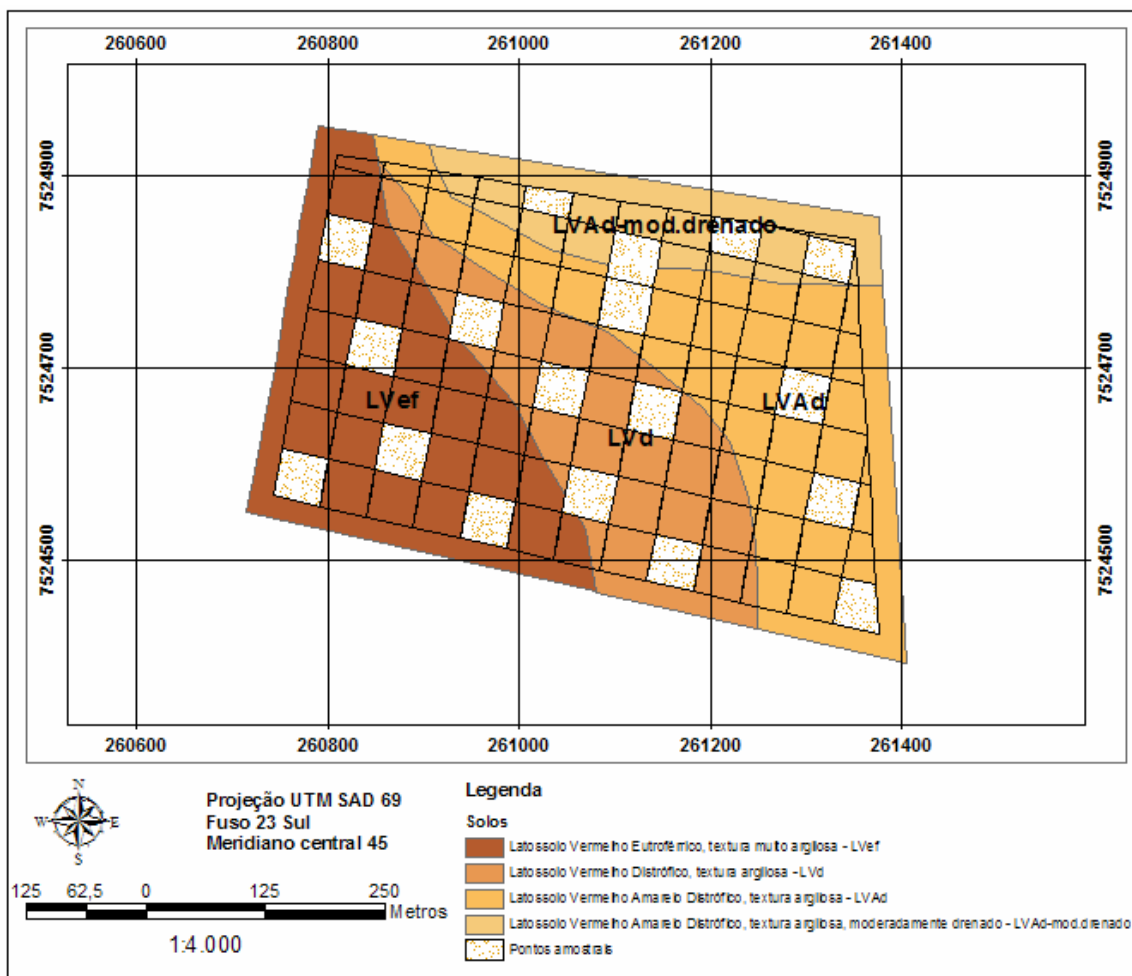 260600 260800 261000 261200 261400
7524900 7524900
LVAd-mod.drenado
7524700 7524700
LVef
LVAd
LVd
7524500 7524500
260600 260800 261000 261200 261400
N
W E
S
Projeção UTM SAD 69
Fuso 23 Sul
Meridiano central 45
125 62,5 0 125 250
Metros
1:4.000
Legenda
Solos
Latossolo Vermelho Eutroférrico, textura muito argilosa - LVef
Latossolo Vermelho Distrófico, textura argilosa - LVd
Latossolo Vermelho Amarelo Distrófico, textura argilosa - LVAd
Latossolo Vermelho Amarelo Distrófico, textura argilosa, moderadamente drenado - LVAd-mod.drenado
Pontos amostrais